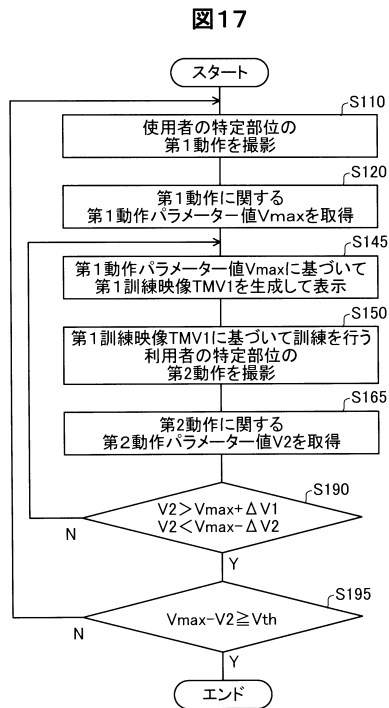 図17
スタート
S110
使用者の特定部位の
第1動作を撮影
S120
第1動作に関する
第1動作パラメーター値Vmaxを取得
S145
第1動作パラメーター値Vmaxに基づいて
第1訓練映像TMV1を生成して表示
S150
第1訓練映像TMV1に基づいて訓練を行う
利用者の特定部位の
第2動作を撮影
S165
第2動作に関する
第2動作パラメーター値V2を取得
S190
V2>Vmax+ΔV1
V2<Vmax-ΔV2
N
Y
S195
Vmax-V2≧Vth
N
Y
エンド